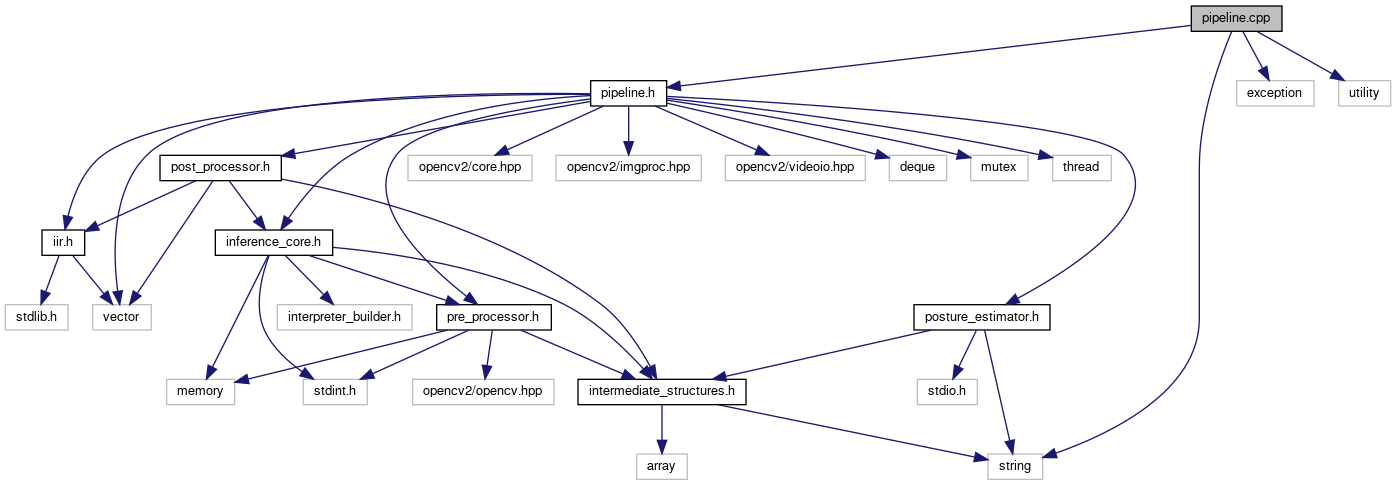 pipeline.cpp
pipeline.h
exception
utility
post_processor.h
opencv2/core.hpp
opencv2/imgproc.hpp
opencv2/videoio.hpp
deque
mutex
thread
iir.h
inference_core.h
stdlib.h
vector
interpreter_builder.h
pre_processor.h
posture_estimator.h
memory
stdint.h
opencv2/opencv.hpp
intermediate_structures.h
stdio.h
array
string